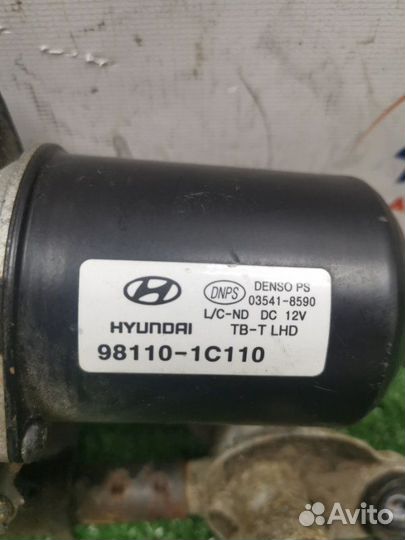 HYUNDAI
DNPS
DENSO PS
03541-8590
L/C-ND DC 12V
TB-T LHD
98110-1C110
Avito